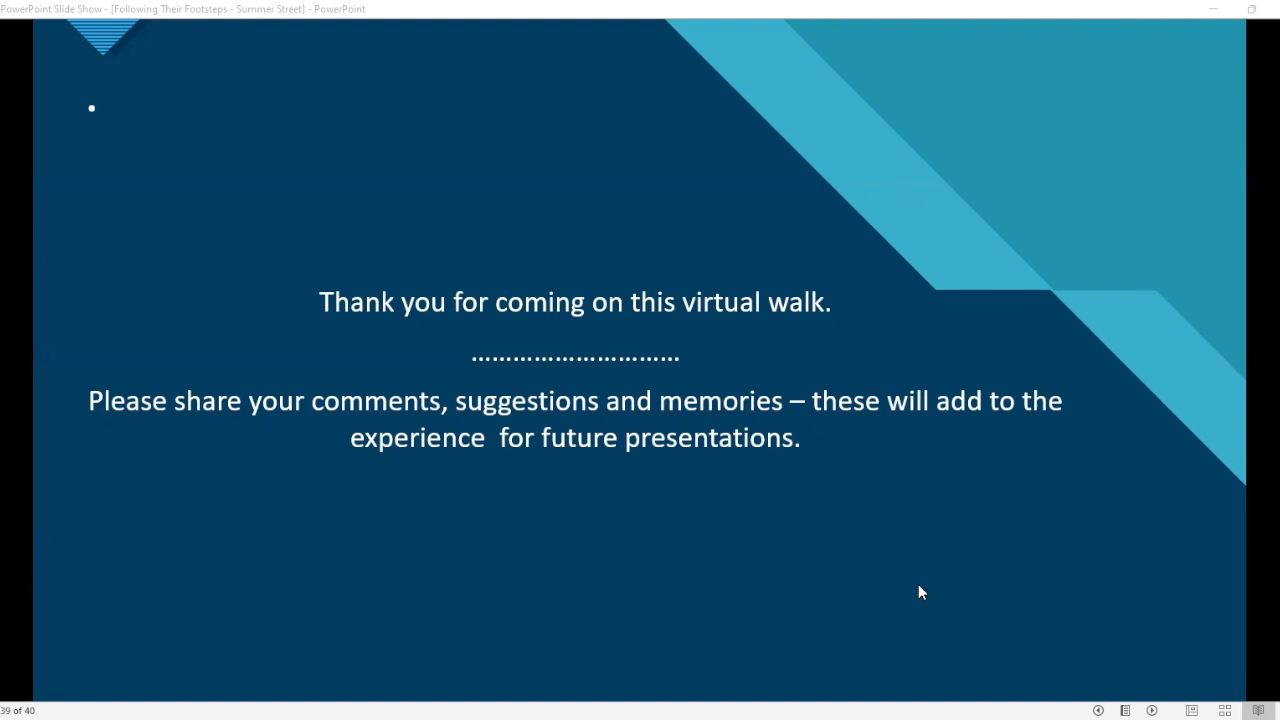 PowerPoint Slide Show - [Following Their Footsteps - Summer Street] - PowerPoint
•
Thank you for coming on this virtual walk.
…………………………
Please share your comments, suggestions and memories – these will add to the
experience  for future presentations.
39 of 40